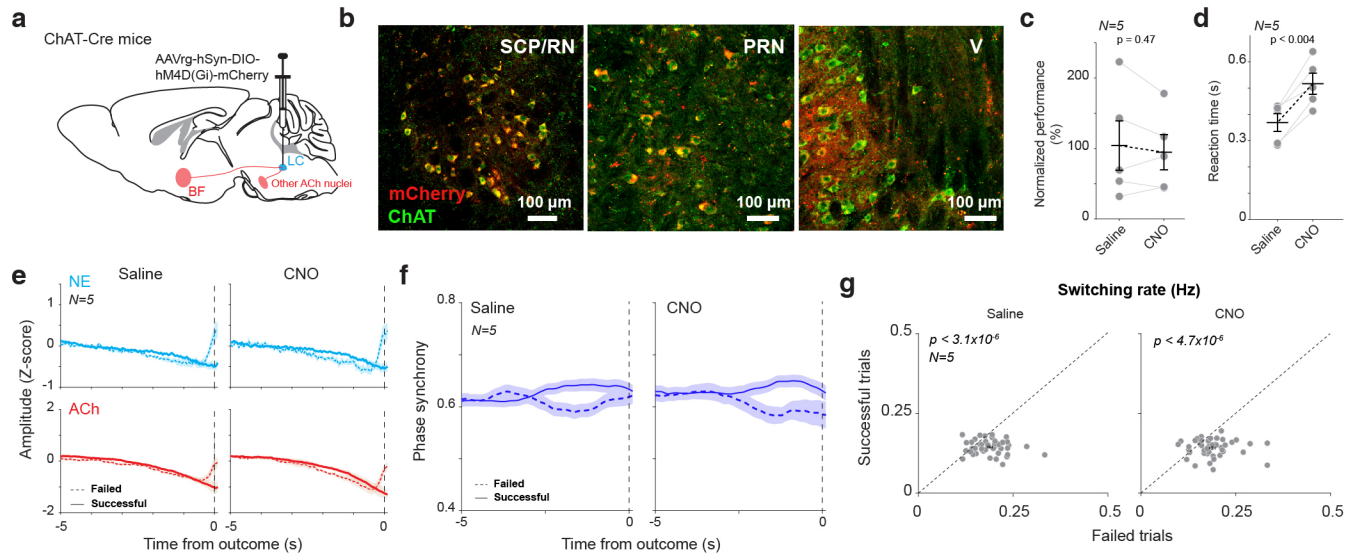 a
ChAT-Cre mice
AAVrg-hSyn-DIO-
hM4D(Gi)-mCherry
LC
BF
Other ACh nuclei
b
SCP/RN
PRN
V
mCherry
ChAT
100 µm
100 µm
100 µm
c
N=5
p = 0.47
Normalized performance
(%)
200
100
0
Saline
CNO
d
N=5
p < 0.004
Reaction time (s)
0.6
0.3
0
Saline
CNO
e
Saline
CNO
NE
N=5
1
0
-1
ACh
2
0
-2
Amplitude (Z-score)
Failed
Successful
-5
0
-5
0
Time from outcome (s)
f
Saline
CNO
N=5
Phase synchrony
0.8
0.6
0.4
Failed
Successful
-5
0
-5
0
Time from outcome (s)
g
Switching rate (Hz)
Saline
CNO
p < 3.1x10⁻⁶
N=5
p < 4.7x10⁻⁶
Successful trials
0.5
0.25
0
0
0.25
0.5
0
0.25
0.5
Failed trials